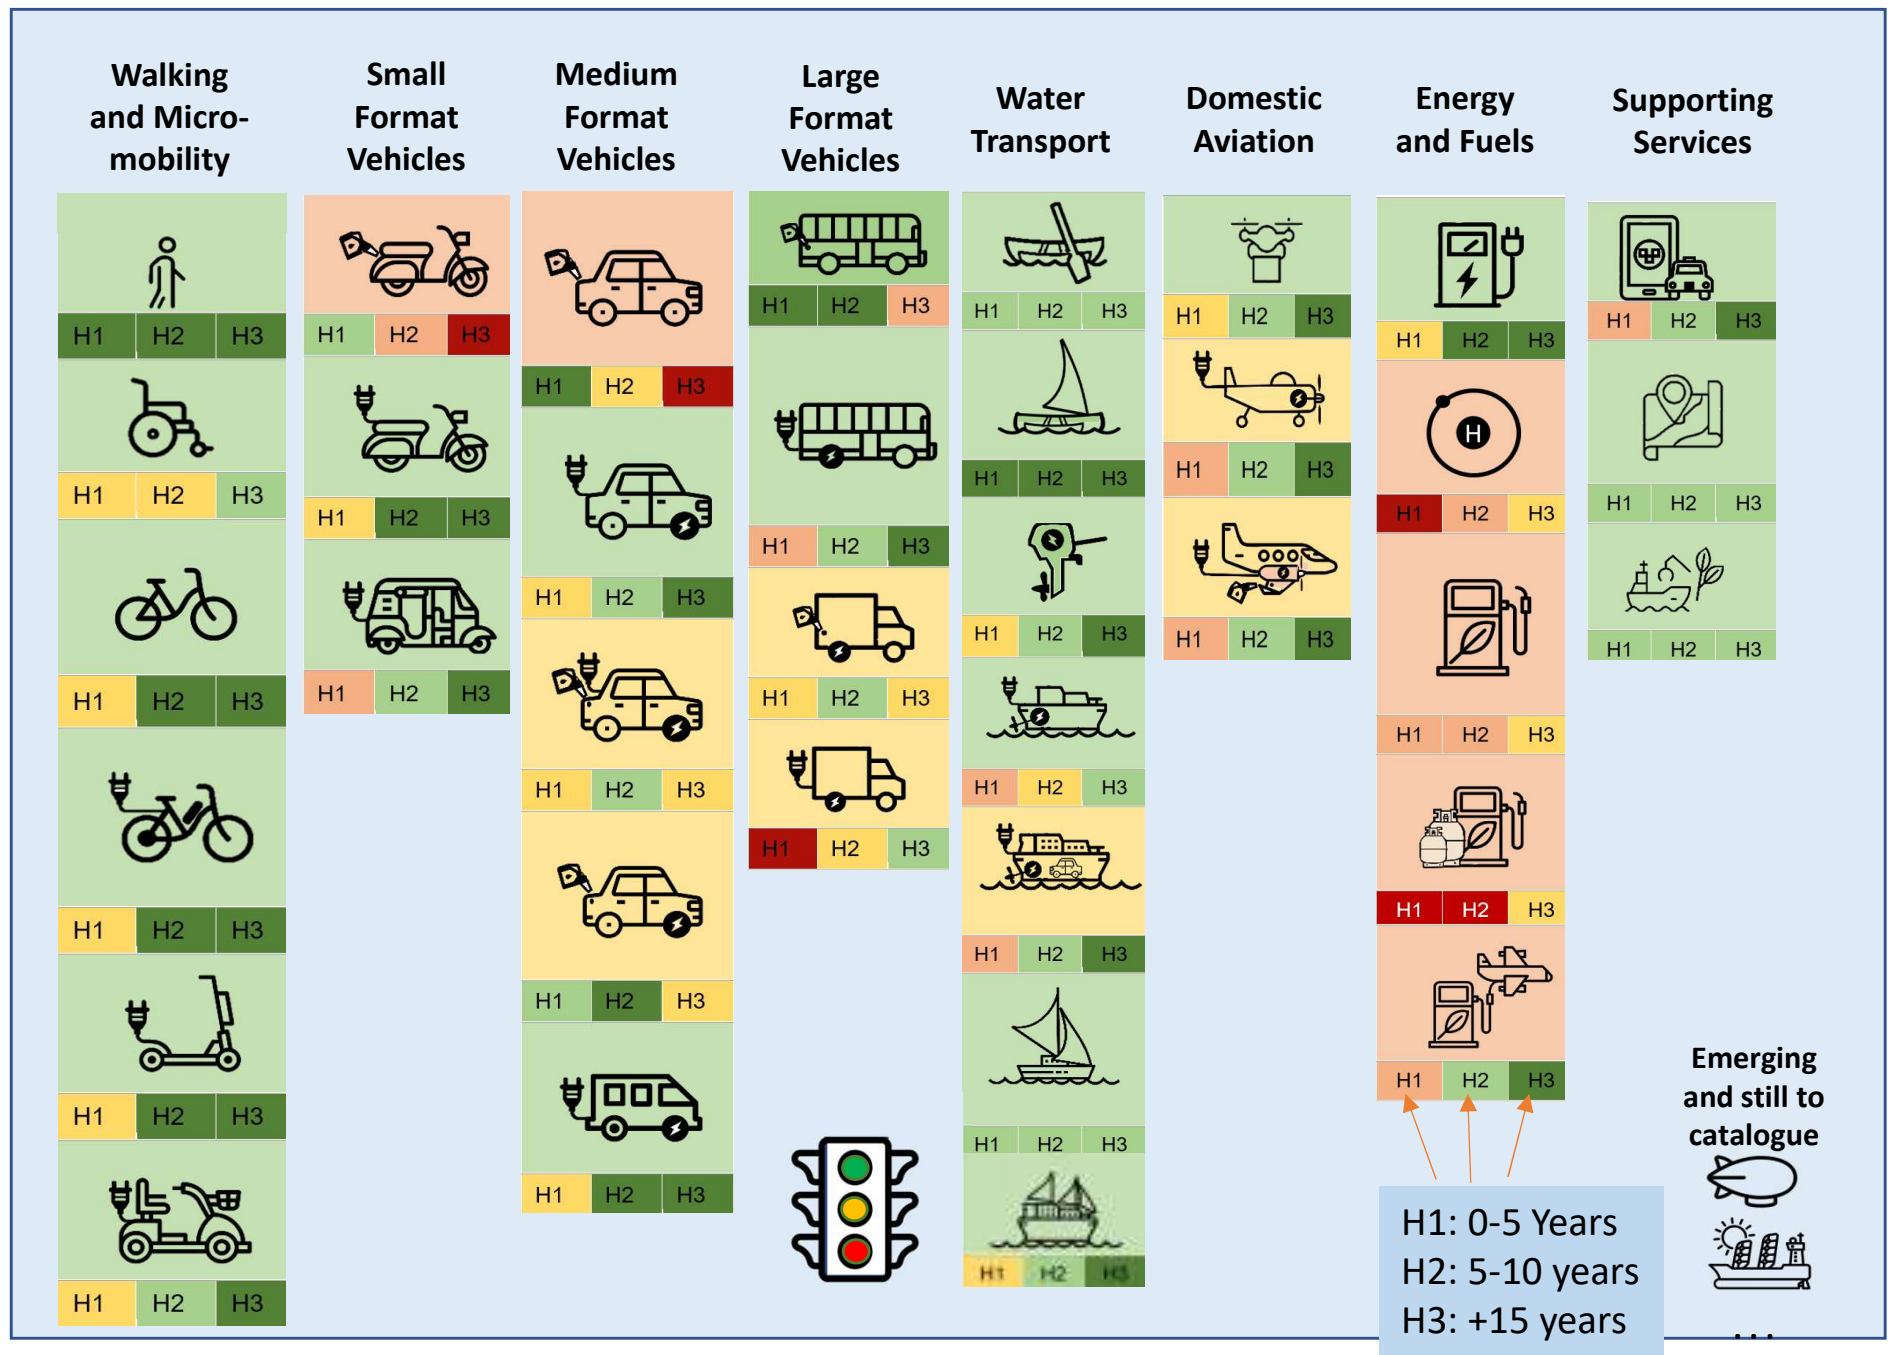 Walking
and Micro-
mobility
H1 H2 H3
H1 H2 H3
H1 H2 H3
H1 H2 H3
H1 H2 H3
H1 H2 H3
Small
Format
Vehicles
H1 H2 H3
H1 H2 H3
H1 H2 H3
Medium
Format
Vehicles
H1 H2 H3
H1 H2 H3
H1 H2 H3
H1 H2 H3
H1 H2 H3
Large
Format
Vehicles
H1 H2 H3
H1 H2 H3
H1 H2 H3
H1 H2 H3
Water
Transport
H1 H2 H3
H1 H2 H3
H1 H2 H3
H1 H2 H3
H1 H2 H3
H1 H2 H3
H1 H2 H3
Domestic
Aviation
H1 H2 H3
H1 H2 H3
H1 H2 H3
Energy
and Fuels
H1 H2 H3
H
H1 H2 H3
H1 H2 H3
H1 H2 H3
H1 H2 H3
Supporting
Services
H1 H2 H3
H1 H2 H3
H1 H2 H3
Emerging
and still to
catalogue
...
H1: 0-5 Years
H2: 5-10 years
H3: +15 years